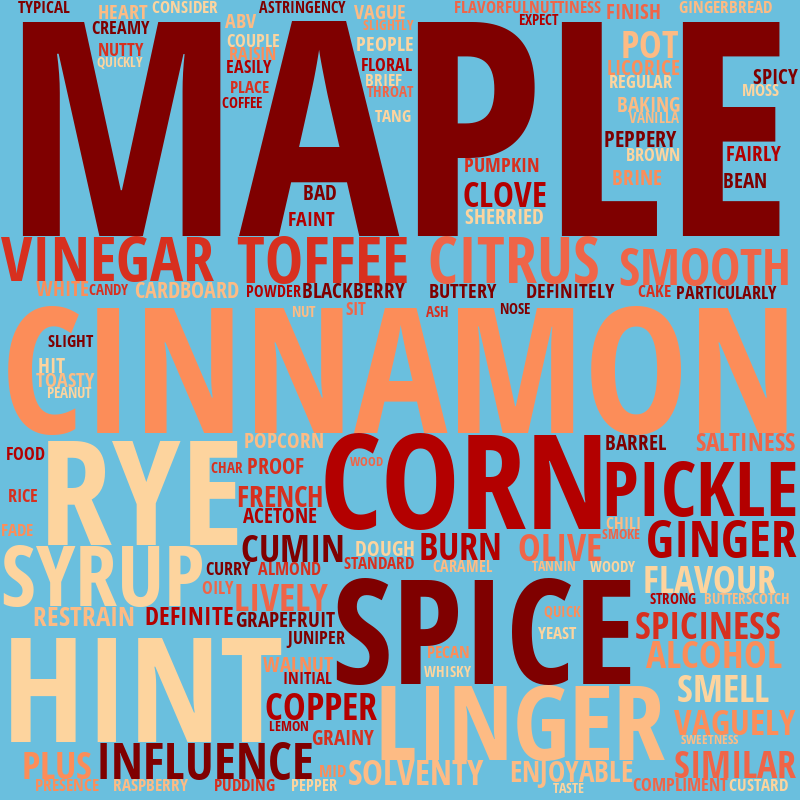 TYPICAL HEART CONSIDER ASTRINGENCY VAGUE FLAVORFULNUTTINESS FINISH GINGERBREAD
CREAMY ABV SLIGHTLY EXPECT
NUTTY COUPLE PEOPLE POT
QUICKLY RAISIN
EASILY FLORAL LICORICE SPICY
PLACE BRIEF REGULAR MOSS
COFFEE THROAT BAKING
TANG VANILLA
MAPLE
PEPPERY
PUMPKIN BROWN FAIRLY
BAD CLOVE BRINE BEAN
FAINT SHERRIED
VINEGAR TOFFEE CITRUS SMOOTH
WHITE CANDY CARDBOARD POWDER BLACKBERRY BUTTERY DEFINITELY CAKE PARTICULARLY
NUT SIT ASH NOSE
CINNAMON
SLIGHT
HIT
TOASTY
PEANUT
FOOD RYE POPCORN CORN BARREL SALTINESS
CHAR PROOF WOOD
RICE FRENCH PICKLE
FADE ACETONE CHILI
SMOKE GINGER
SYRUP CUMIN DOUGH BURN OLIVE
CURRY ALMOND STANDARD CARAMEL TANNIN WOODY
OILY LIVELY SPICE FLAVOUR
STRONG BUTTERSCOTCH
RESTRAIN DEFINITE GRAPEFRUIT QUICK SPICINESS
JUNIPER YEAST
HINT WALNUT PECAN ALCOHOL
INITIAL WHISKY SMELL
COPPER LINGER
LEMON VAGUELY
GRAINY SWEETNESS
PLUS INFLUENCE MID SOLVENTY ENJOYABLE SIMILAR
PRESENCE RASPBERRY PUDDING PEPPER TASTE COMPLIMENT CUSTARD